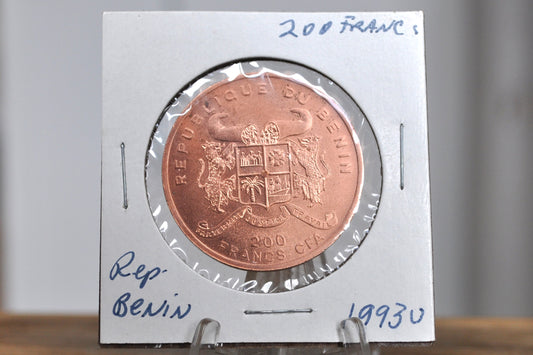 200 FRANCS
REPUBLIQUE DU BENIN
FRATERNITE JUSTICE TRAVAIL
200
FRANCS CFA
Rep.
BENIN
1993U